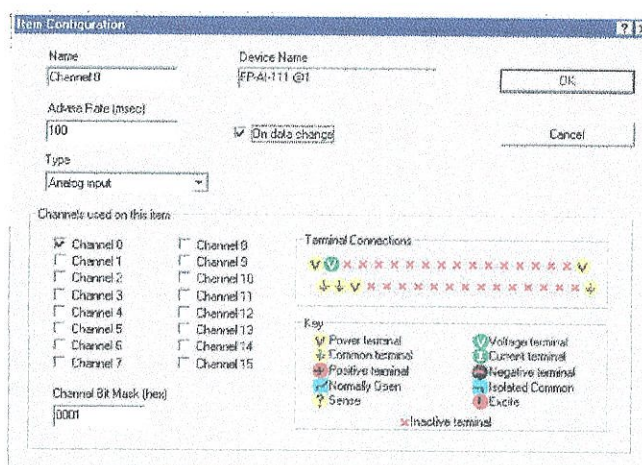 Item Configuration
Name
Channel 0
Device Name
FP-AI-111 @1
OK
Advise Rate (msec)
100
On data change
Cancel
Type
Analog input
Channels used on this item
Channel 0
Channel 1
Channel 2
Channel 3
Channel 4
Channel 5
Channel 6
Channel 7
Channel 8
Channel 9
Channel 10
Channel 11
Channel 12
Channel 13
Channel 14
Channel 15
Channel Bit Mask (hex)
0001
Terminal Connections
Key
Power terminal
Common terminal
Positive terminal
Normally Open
? Sense
Voltage terminal
Current terminal
Negative terminal
Isolated Common
Excite
Inactive terminal